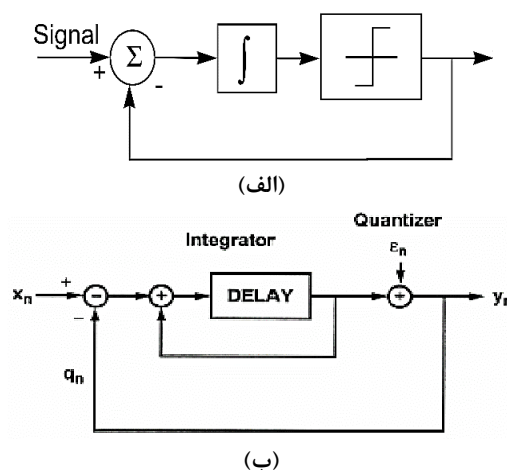 Signal
+
Σ
-
∫
(الف)
Quantizer
Integrator
εn
xn
+
−
+
DELAY
+
yn
−
qn
(ب)